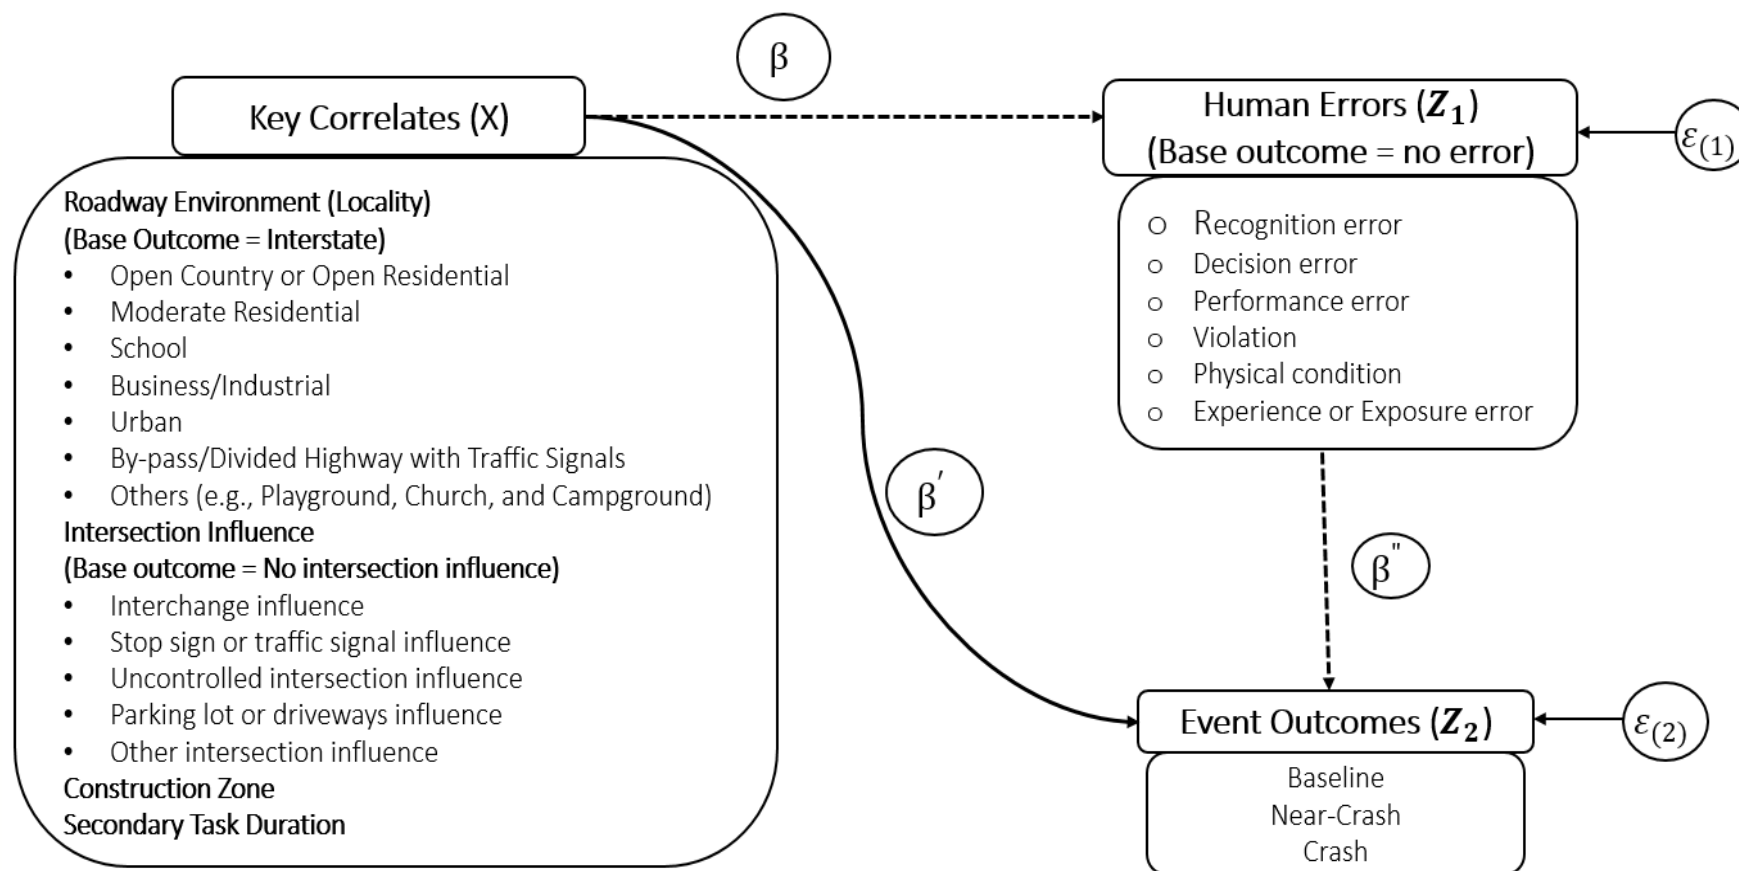 β
Key Correlates (X)
Human Errors (Z₁)
(Base outcome = no error)
ε₍₁₎
Roadway Environment (Locality)
(Base Outcome = Interstate)
• Open Country or Open Residential
• Moderate Residential
• School
• Business/Industrial
• Urban
• By-pass/Divided Highway with Traffic Signals
• Others (e.g., Playground, Church, and Campground)
Intersection Influence
(Base outcome = No intersection influence)
• Interchange influence
• Stop sign or traffic signal influence
• Uncontrolled intersection influence
• Parking lot or driveways influence
• Other intersection influence
Construction Zone
Secondary Task Duration
o Recognition error
o Decision error
o Performance error
o Violation
o Physical condition
o Experience or Exposure error
β'
β"
Event Outcomes (Z₂)
ε₍₂₎
Baseline
Near-Crash
Crash